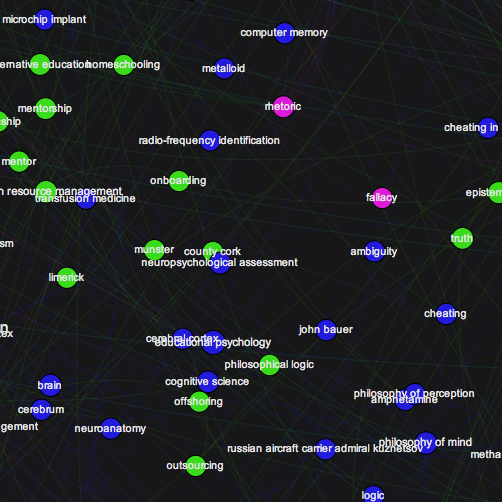 microchip implant
computer memory
ernative education
homeschooling
metalloid
rhetoric
mentorship
ship
cheating in
radio-frequency identification
mentor
onboarding
n resource management
transfusion medicine
fallacy
epistem
truth
sm
munster
county cork
ambiguity
neuropsychological assessment
limerick
cheating
n
ex
john bauer
cerebral cortex
educational psychology
philosophical logic
cognitive science
brain
philosophy of perception
amphetamine
offshoring
cerebrum
gement
neuroanatomy
philosophy of mind
russian aircraft carrier admiral kuznetsov
metha
outsourcing
logic